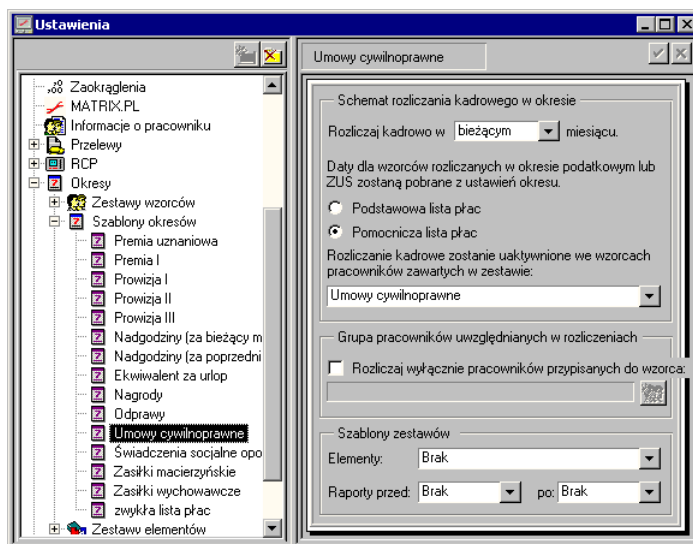 Ustawienia
Zaokrąglenia
MATRIX.PL
Informacje o pracowniku
Przelewy
RCP
Okresy
Zestawy wzorców
Szablony okresów
Premia uznaniowa
Premia I
Prowizja I
Prowizja II
Prowizja III
Nadgodziny (za bieżący m
Nadgodziny (za poprzedni
Ekwiwalent za urlop
Nagrody
Odprawy
Umowy cywilnoprawne
Świadczenia socjalne opo
Zasiłki macierzyńskie
Zasiłki wychowawcze
zwykła lista płac
Zestawy elementów
Umowy cywilnoprawne
Schemat rozliczania kadrowego w okresie
Rozliczaj kadrowo w bieżącym miesiącu.
Daty dla wzorców rozliczanych w okresie podatkowym lub
ZUS zostaną pobrane z ustawień okresu.
Podstawowa lista płac
Pomocnicza lista płac
Rozliczanie kadrowe zostanie uaktywnione we wzorcach
pracowników zawartych w zestawie:
Umowy cywilnoprawne
Grupa pracowników uwzględnianych w rozliczeniach
Rozliczaj wyłącznie pracowników przypisanych do wzorca:
Szablony zestawów
Elementy: Brak
Raporty przed: Brak po: Brak